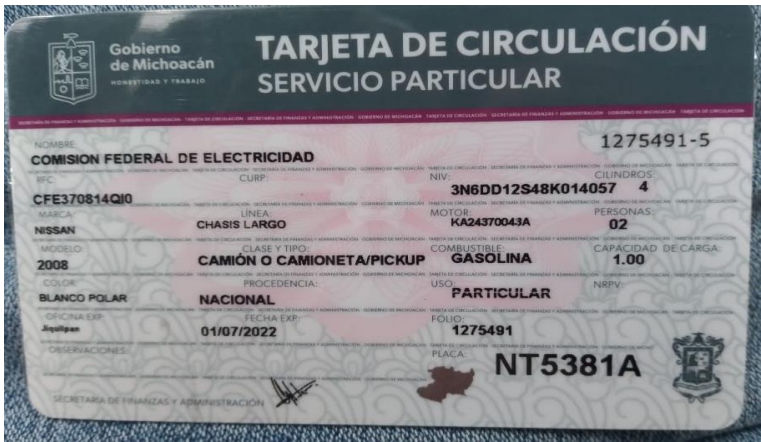 Gobierno
de Michoacán
HONESTIDAD Y TRABAJO
TARJETA DE CIRCULACIÓN
SERVICIO PARTICULAR
1275491-5
NOMBRE:
COMISION FEDERAL DE ELECTRICIDAD
RFC: CURP: NIV: CILINDROS:
CFE370814QI0 3N6DD12S48K014057 4
MARCA: LÍNEA: MOTOR: PERSONAS:
NISSAN CHASIS LARGO KA24370043A 02
MODELO: CLASE Y TIPO: COMBUSTIBLE: CAPACIDAD DE CARGA:
2008 CAMIÓN O CAMIONETA/PICKUP GASOLINA 1.00
COLOR: PROCEDENCIA: USO: NRPV:
BLANCO POLAR NACIONAL PARTICULAR
OFICINA EXP: FECHA EXP: FOLIO:
Jiquilpan 01/07/2022 1275491
OBSERVACIONES: PLACA: NT5381A
SECRETARÍA DE FINANZAS Y ADMINISTRACIÓN